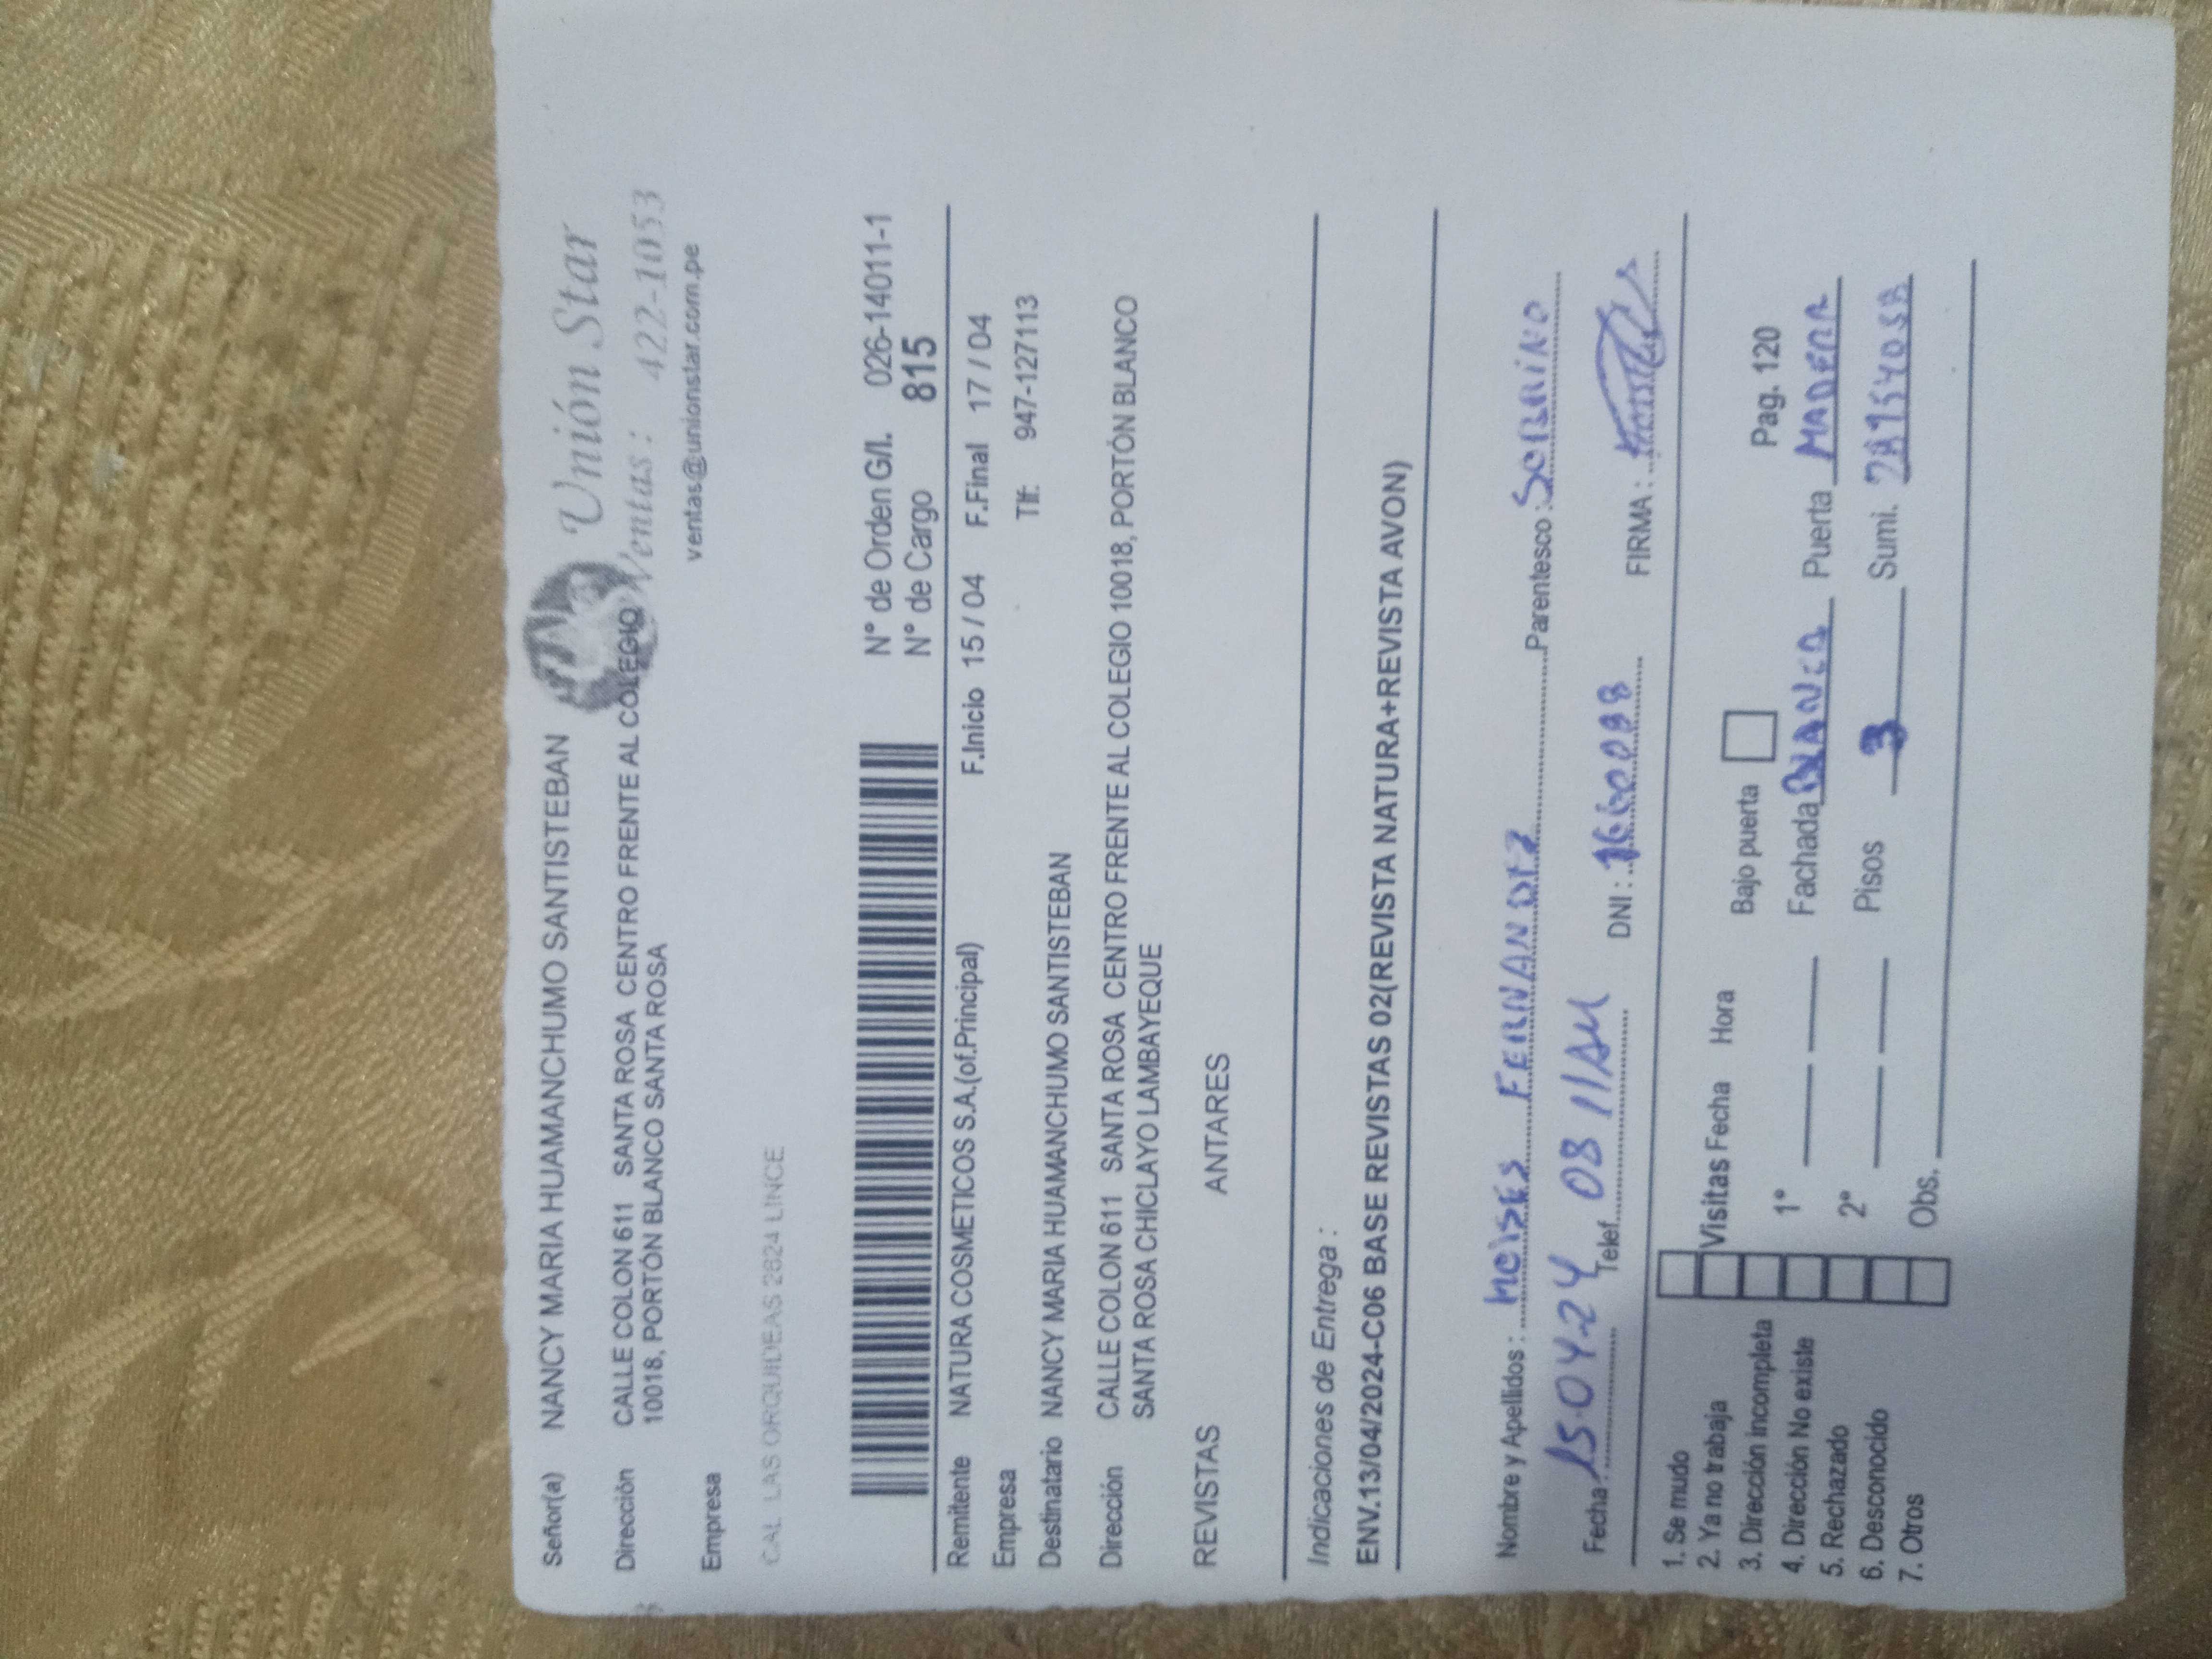 Señor(a) NANCY MARIA HUAMANCHUMO SANTISTEBAN
Unión Star
Ventas : 422-1053
ventas@unionstar.com.pe
Dirección CALLE COLON 611 SANTA ROSA CENTRO FRENTE AL COLEGIO
10018, PORTÓN BLANCO SANTA ROSA
Empresa
CAL. LAS ORQUIDEAS 2624 LINCE
N° de Orden G/I. 026-14011-1
N° de Cargo 815
Remitente NATURA COSMETICOS S.A.(of.Principal) F.Inicio 15 / 04 F.Final 17 / 04
Empresa Tlf: 947-127113
Destinatario NANCY MARIA HUAMANCHUMO SANTISTEBAN
Dirección CALLE COLON 611 SANTA ROSA CENTRO FRENTE AL COLEGIO 10018, PORTÓN BLANCO
SANTA ROSA CHICLAYO LAMBAYEQUE
REVISTAS ANTARES
Indicaciones de Entrega :
ENV.13/04/2024-C06 BASE REVISTAS 02(REVISTA NATURA+REVISTA AVON)
Nombre y Apellidos : MOISES FERNANDEZ Parentesco : SOBRINO
Fecha : 15-04-24 Telef. 08 11AM DNI : FIRMA :
1. Se mudo
2. Ya no trabaja Visitas Fecha Hora Bajo puerta Pag. 120
3. Dirección incompleta
4. Dirección No existe 1° Fachada BLANCA Puerta MADERA
5. Rechazado
6. Desconocido 2° Pisos 3 Sumi.
7. Otros Obs.